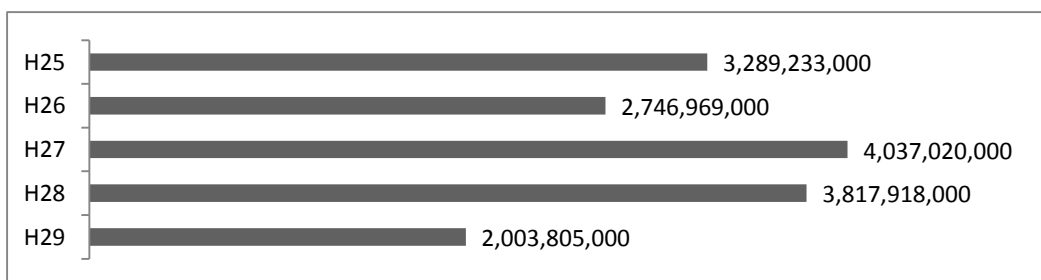 H25 3,289,233,000
H26 2,746,969,000
H27 4,037,020,000
H28 3,817,918,000
H29 2,003,805,000